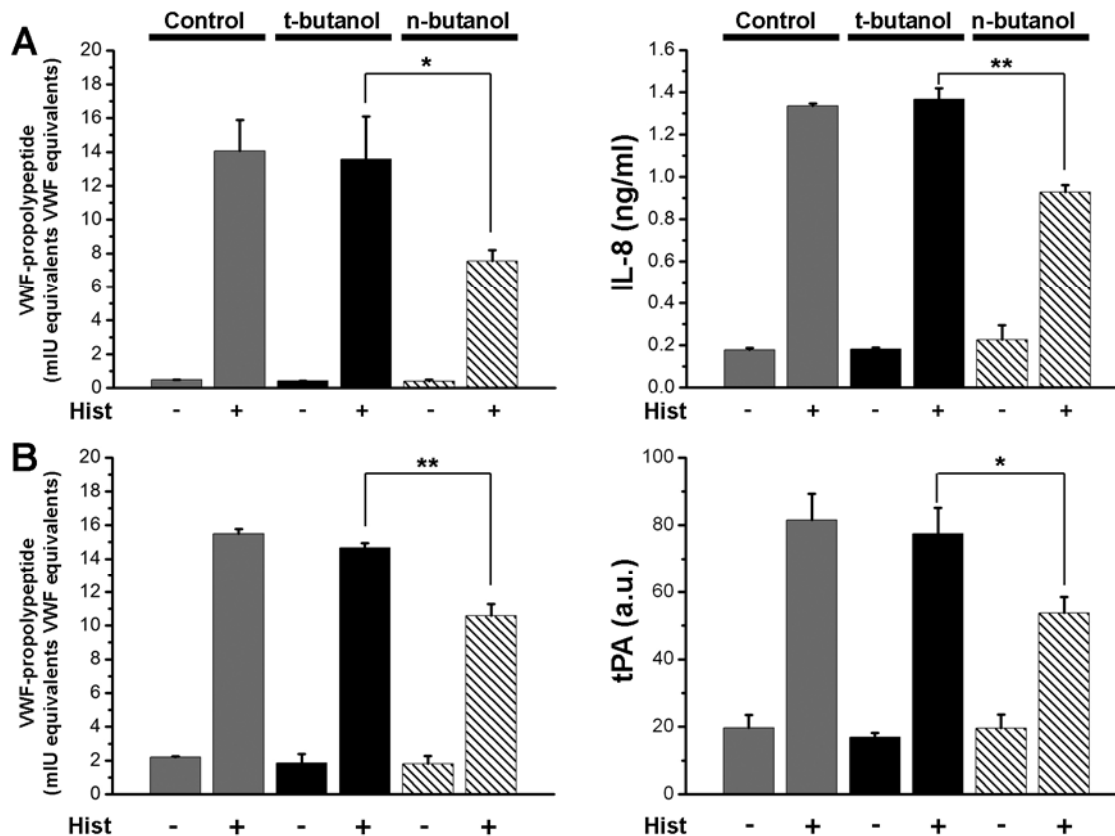 A
Control t-butanol n-butanol
VWF-propolypeptide
(mIU equivalents VWF equivalents)
20
18
16
14
12
10
8
6
4
2
0
*
Hist - + - + - +
Control t-butanol n-butanol
IL-8 (ng/ml)
1.6
1.4
1.2
1.0
0.8
0.6
0.4
0.2
0.0
**
Hist - + - + - +
B
VWF-propolypeptide
(mIU equivalents VWF equivalents)
20
18
16
14
12
10
8
6
4
2
0
**
Hist - + - + - +
tPA (a.u.)
100
80
60
40
20
0
*
Hist - + - + - +